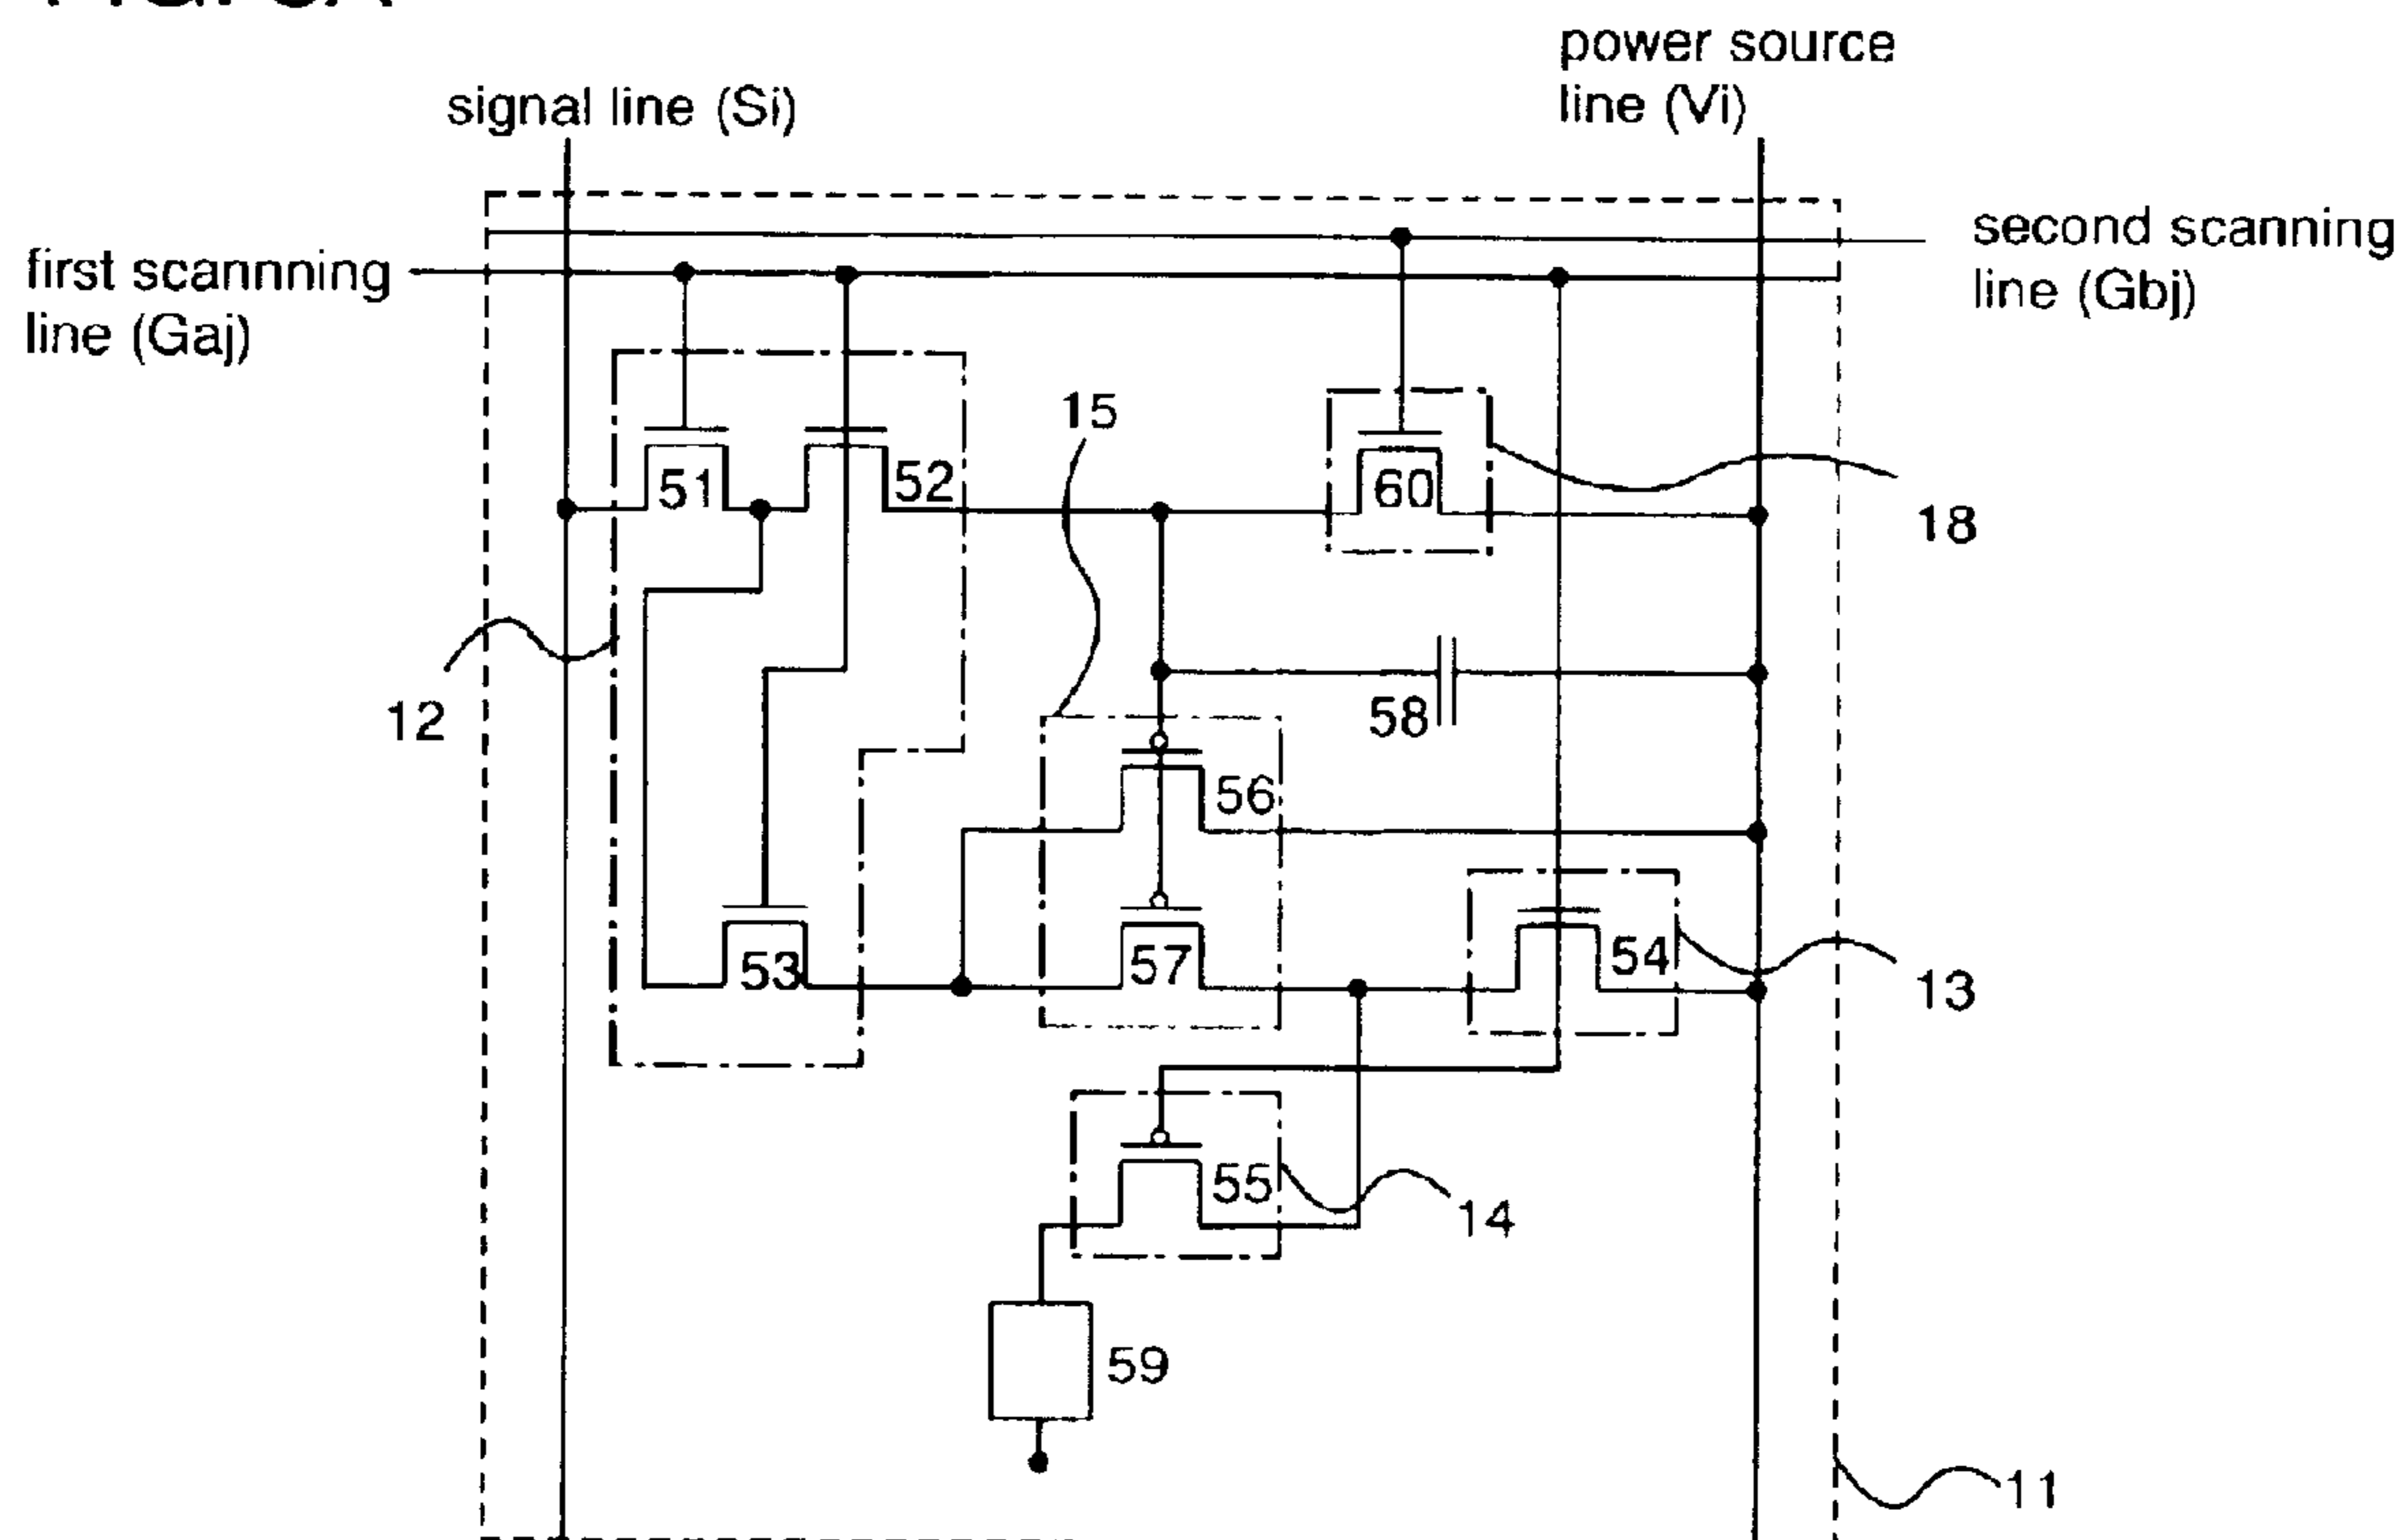 power source
line (Vi)
signal line (Si)
second scanning
line (Gbj)
first scannning
line (Gaj)
15
51
52
60
18
12
58
56
53
57
54
13
55
14
59
11